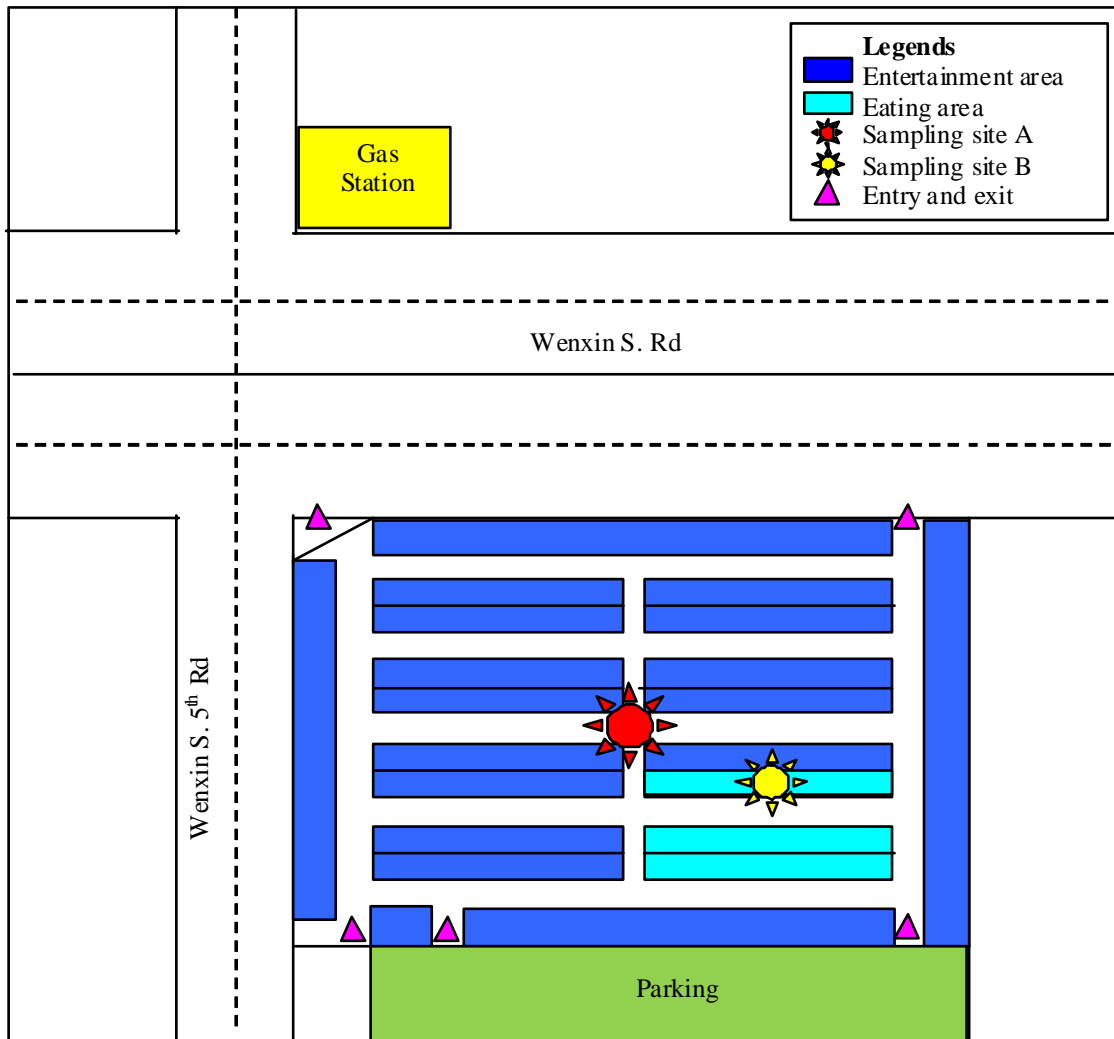 Legends
Entertainment area
Eating area
Sampling site A
Sampling site B
Entry and exit
Gas
Station
Wenxin S. Rd
Wenxin S. 5th Rd
Parking